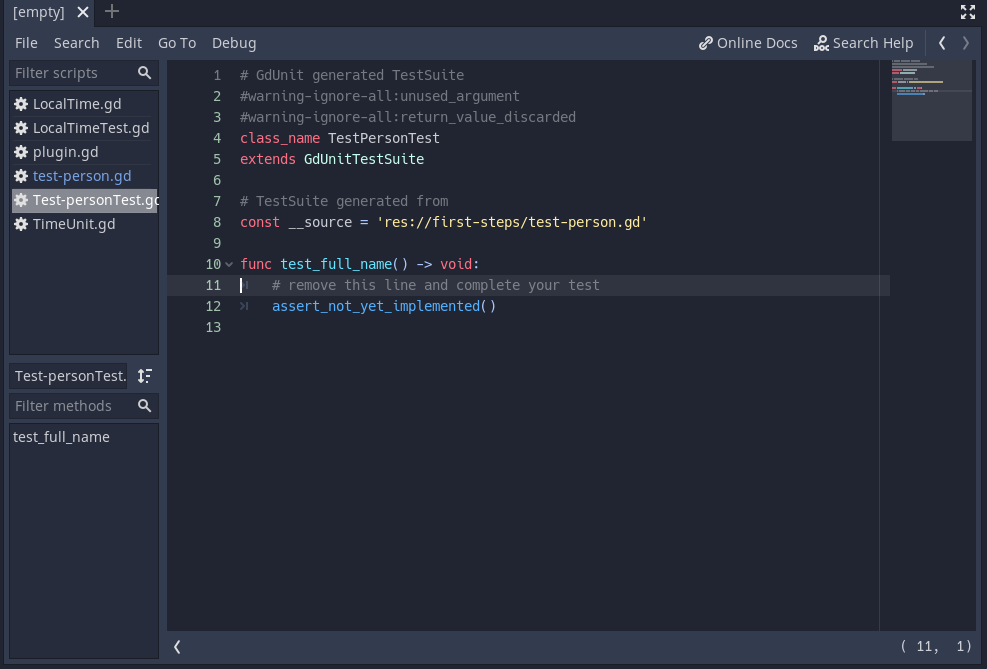 [empty]
File Search Edit Go To Debug Online Docs Search Help
Filter scripts
LocalTime.gd
LocalTimeTest.gd
plugin.gd
test-person.gd
Test-personTest.gd
TimeUnit.gd
Test-personTest.
Filter methods
test_full_name
1 # GdUnit generated TestSuite
2 #warning-ignore-all:unused_argument
3 #warning-ignore-all:return_value_discarded
4 class_name TestPersonTest
5 extends GdUnitTestSuite
6
7 # TestSuite generated from
8 const __source = 'res://first-steps/test-person.gd'
9
10 func test_full_name() -> void:
11 # remove this line and complete your test
12 assert_not_yet_implemented()
13
( 11, 1)